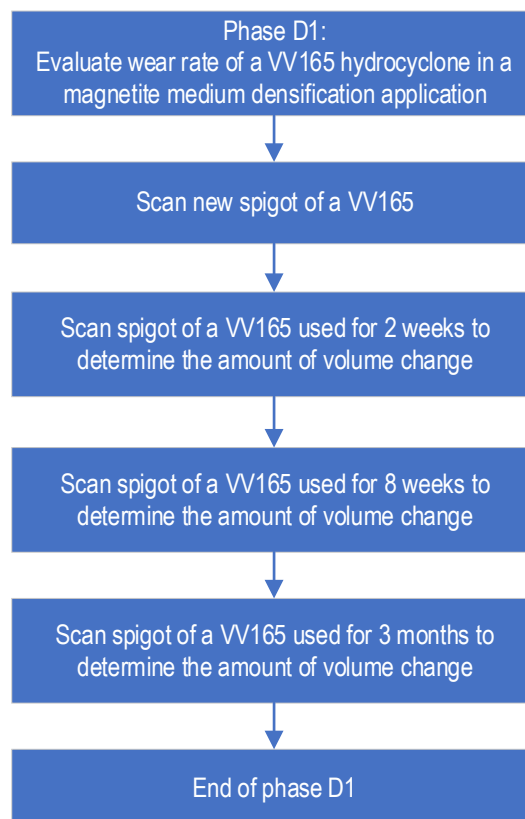 Phase D1:
Evaluate wear rate of a VV165 hydrocyclone in a
magnetite medium densification application
Scan new spigot of a VV165
Scan spigot of a VV165 used for 2 weeks to
determine the amount of volume change
Scan spigot of a VV165 used for 8 weeks to
determine the amount of volume change
Scan spigot of a VV165 used for 3 months to
determine the amount of volume change
End of phase D1